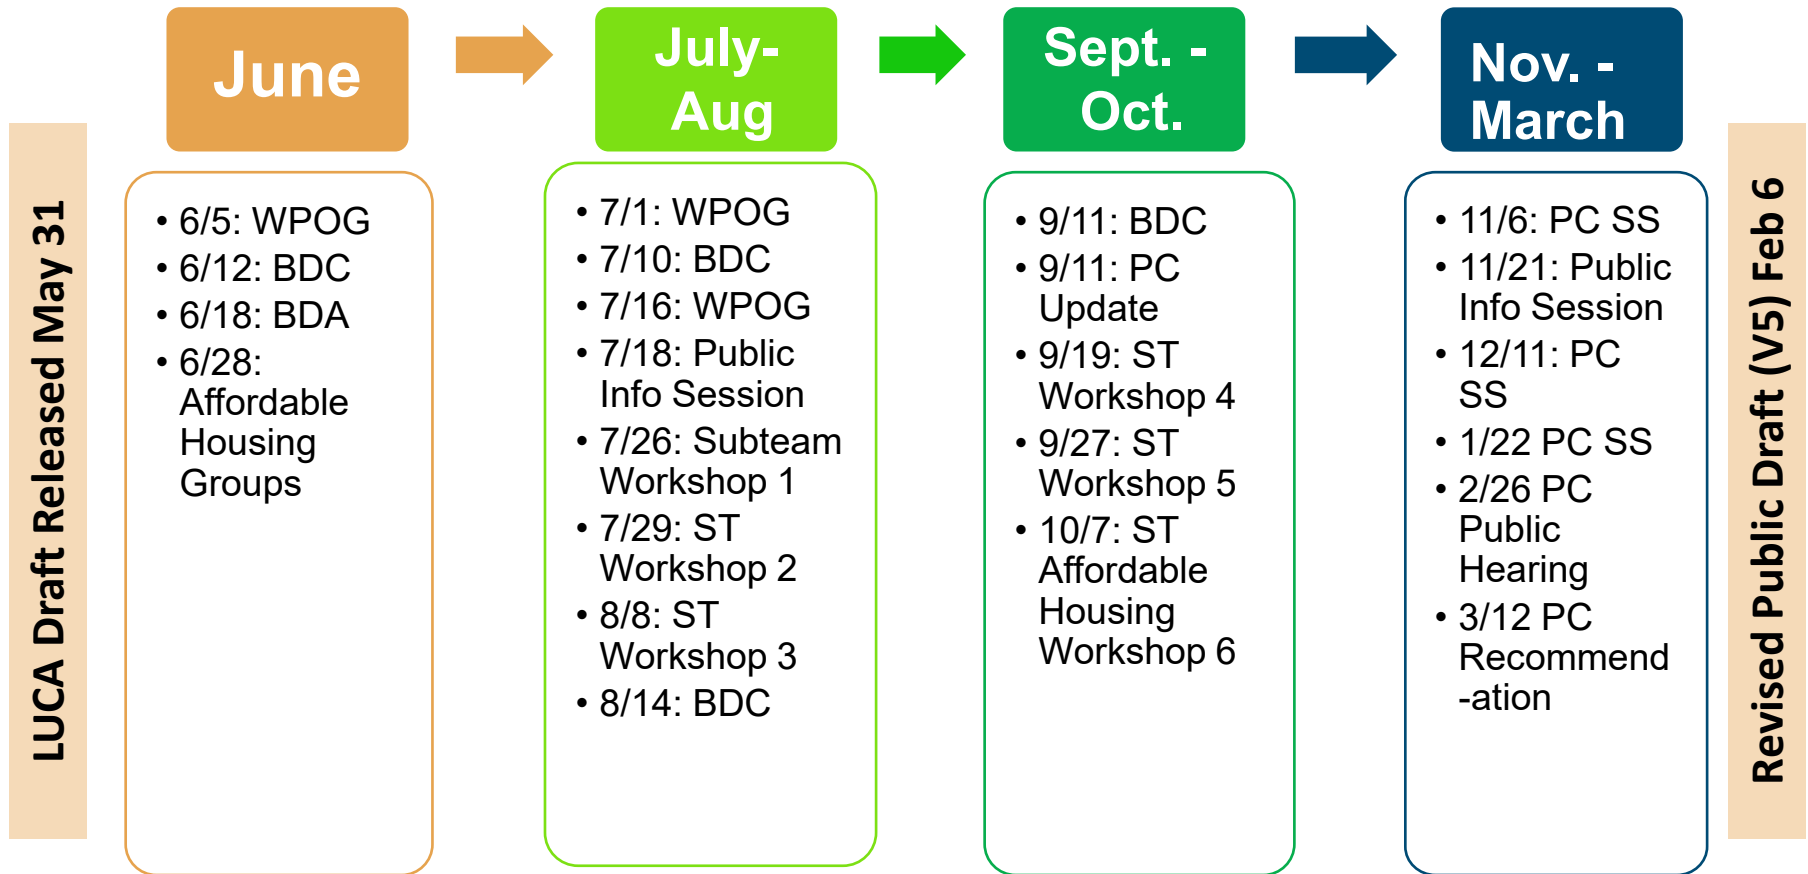 LUCA Draft Released May 31
June
• 6/5: WPOG
• 6/12: BDC
• 6/18: BDA
• 6/28:
Affordable
Housing
Groups
July-
Aug
• 7/1: WPOG
• 7/10: BDC
• 7/16: WPOG
• 7/18: Public
Info Session
• 7/26: Subteam
Workshop 1
• 7/29: ST
Workshop 2
• 8/8: ST
Workshop 3
• 8/14: BDC
Sept. -
Oct.
• 9/11: BDC
• 9/11: PC
Update
• 9/19: ST
Workshop 4
• 9/27: ST
Workshop 5
• 10/7: ST
Affordable
Housing
Workshop 6
Nov. -
March
• 11/6: PC SS
• 11/21: Public
Info Session
• 12/11: PC
SS
• 1/22 PC SS
• 2/26 PC
Public
Hearing
• 3/12 PC
Recommend
-ation
Revised Public Draft (V5) Feb 6